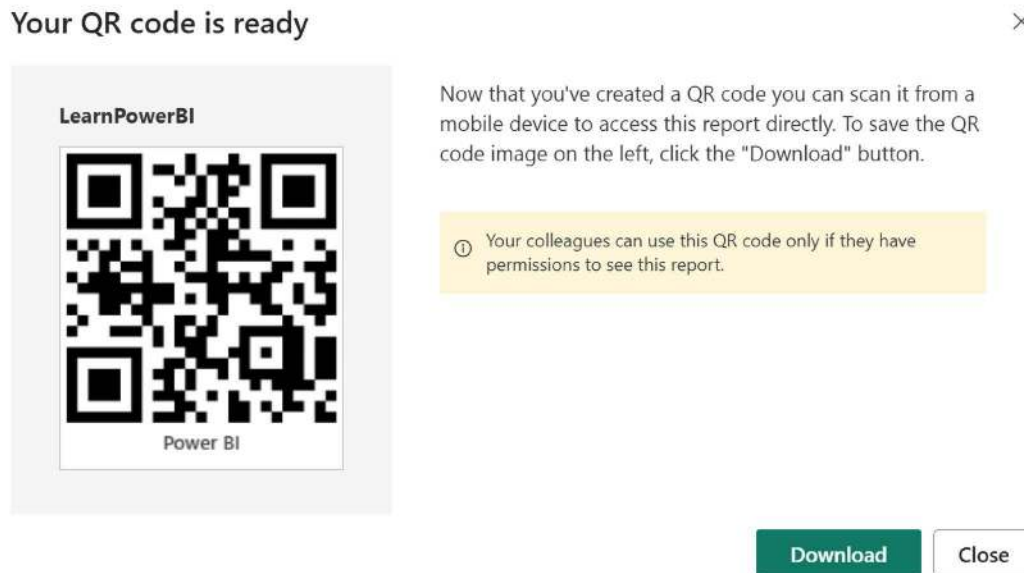 Your QR code is ready
LearnPowerBI
Power BI
Now that you've created a QR code you can scan it from a
mobile device to access this report directly. To save the QR
code image on the left, click the "Download" button.
Your colleagues can use this QR code only if they have
permissions to see this report.
Download
Close